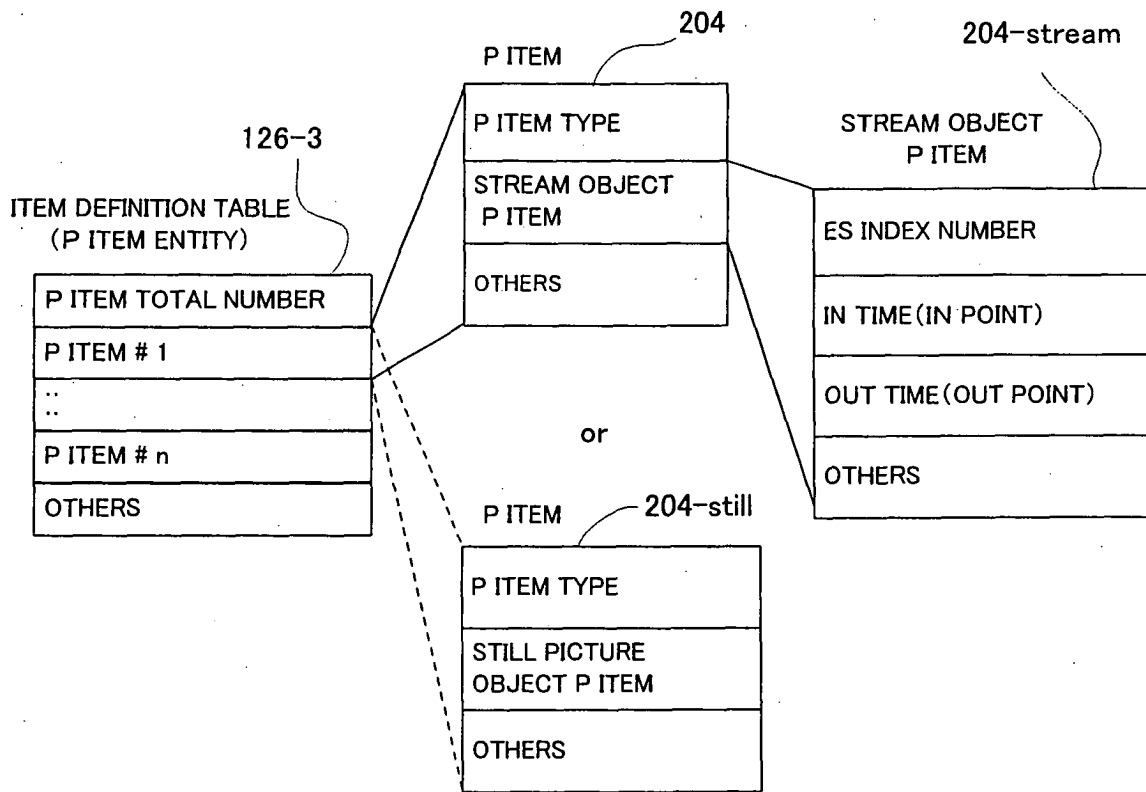 126-3
ITEM DEFINITION TABLE
(P ITEM ENTITY)
P ITEM TOTAL NUMBER
P ITEM # 1
::
::
P ITEM # n
OTHERS
204
P ITEM
P ITEM TYPE
STREAM OBJECT
P ITEM
OTHERS
or
P ITEM
204-still
P ITEM TYPE
STILL PICTURE
OBJECT P ITEM
OTHERS
204-stream
STREAM OBJECT
P ITEM
ES INDEX NUMBER
IN TIME(IN POINT)
OUT TIME(OUT POINT)
OTHERS